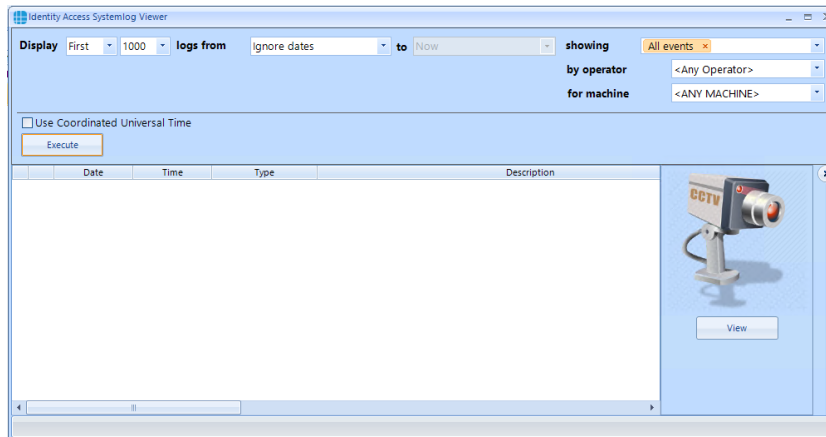 Identity Access Systemlog Viewer
Display First 1000 logs from Ignore dates to Now showing All events ×
by operator <Any Operator>
for machine <ANY MACHINE>
Use Coordinated Universal Time
Execute
Date Time Type Description
CCTV
View